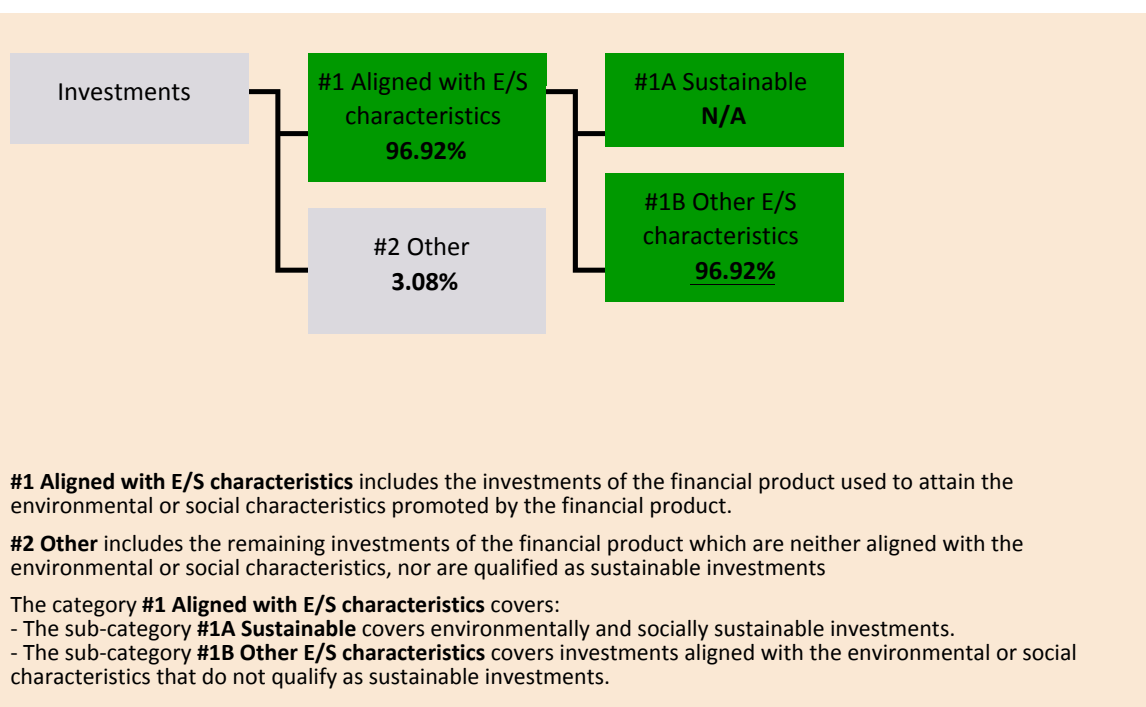 Investments
#1 Aligned with E/S
characteristics
96.92%
#2 Other
3.08%
#1A Sustainable
N/A
#1B Other E/S
characteristics
96.92%
#1 Aligned with E/S characteristics includes the investments of the financial product used to attain the
environmental or social characteristics promoted by the financial product.
#2 Other includes the remaining investments of the financial product which are neither aligned with the
environmental or social characteristics, nor are qualified as sustainable investments
The category #1 Aligned with E/S characteristics covers:
- The sub-category #1A Sustainable covers environmentally and socially sustainable investments.
- The sub-category #1B Other E/S characteristics covers investments aligned with the environmental or social
characteristics that do not qualify as sustainable investments.